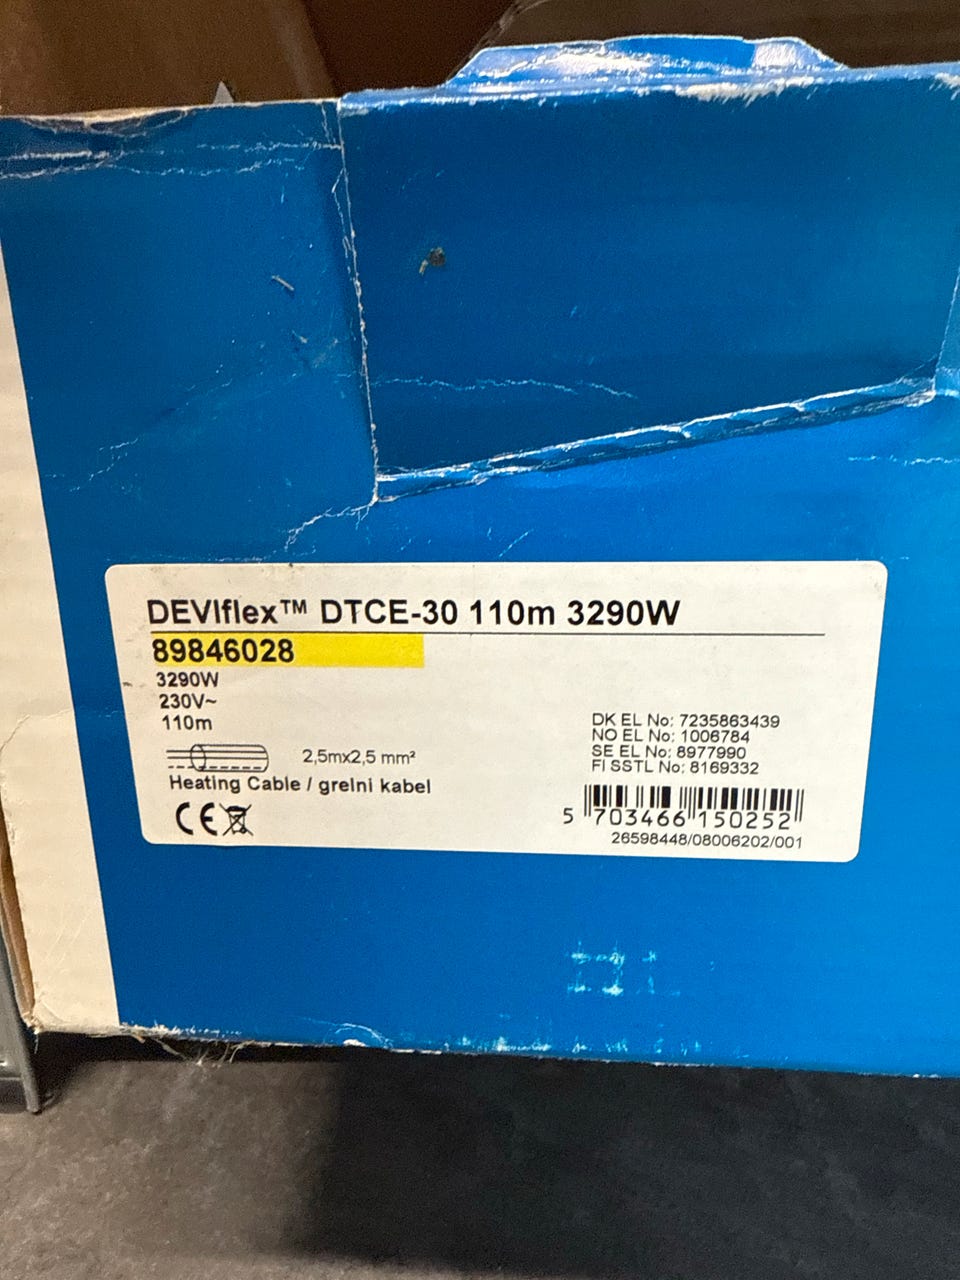 DEVIflex™ DTCE-30 110m 3290W
89846028
3290W
230V~
110m
2,5mx2,5 mm²
Heating Cable / grelni kabel
CE
DK EL No: 7235863439
NO EL No: 1006784
SE EL No: 8977990
FI SSTL No: 8169332
5 703466 150252
26598448/08006202/001